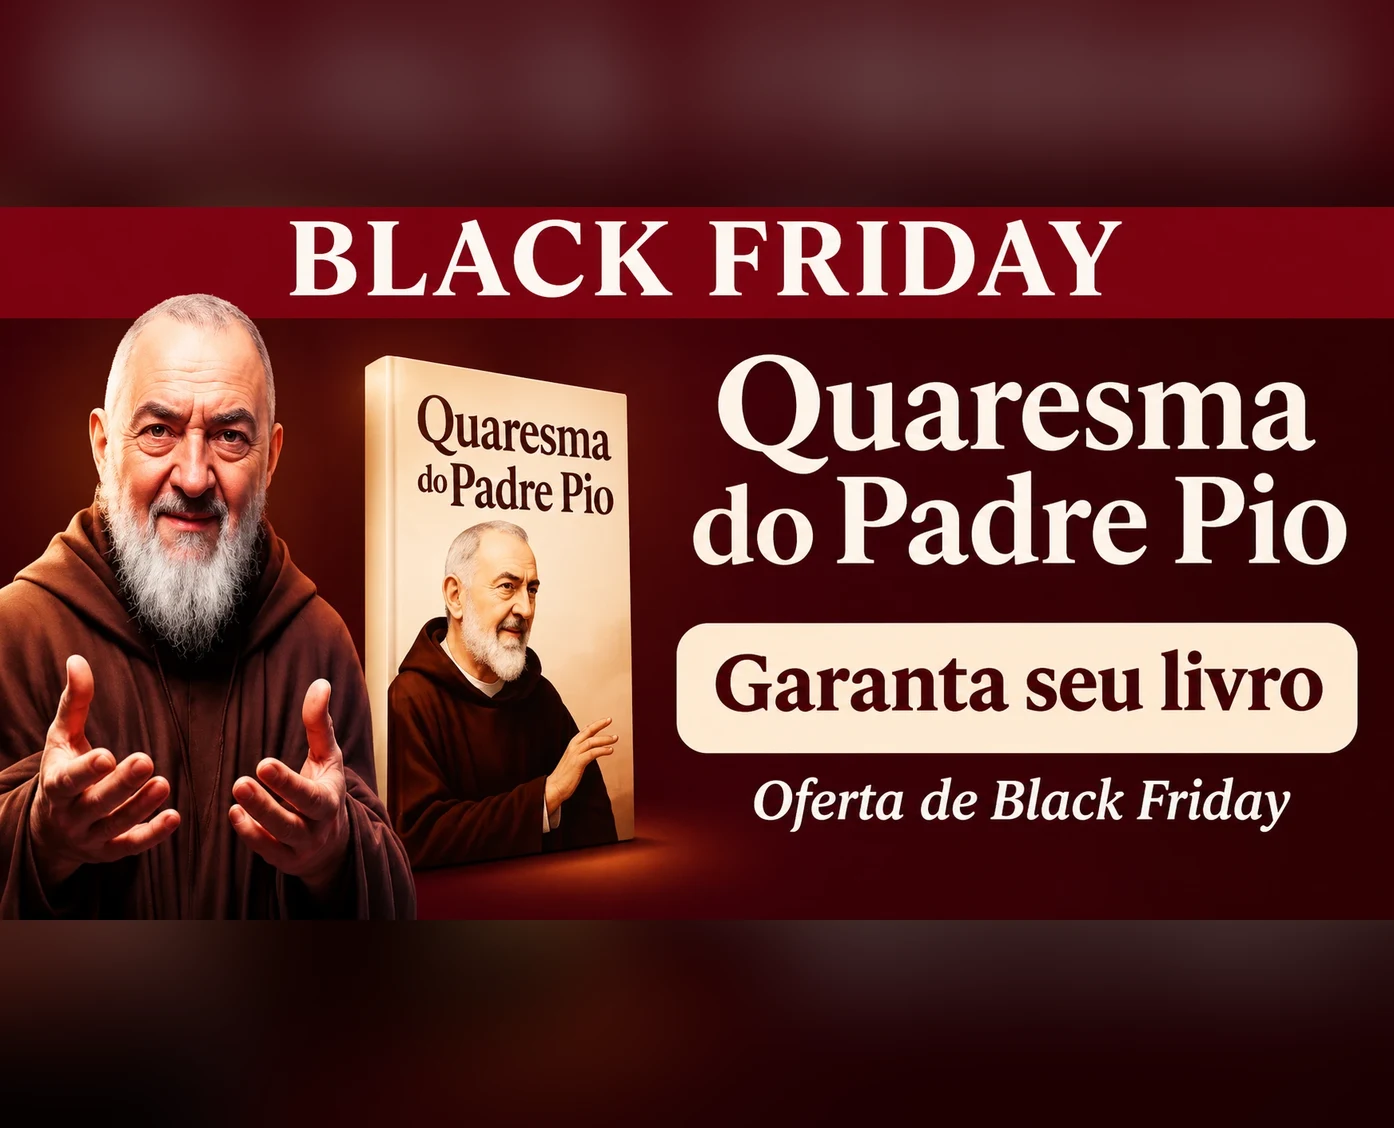 BLACK FRIDAY
Quaresma
do Padre Pio
Quaresma
do Padre Pio
Garanta seu livro
Oferta de Black Friday